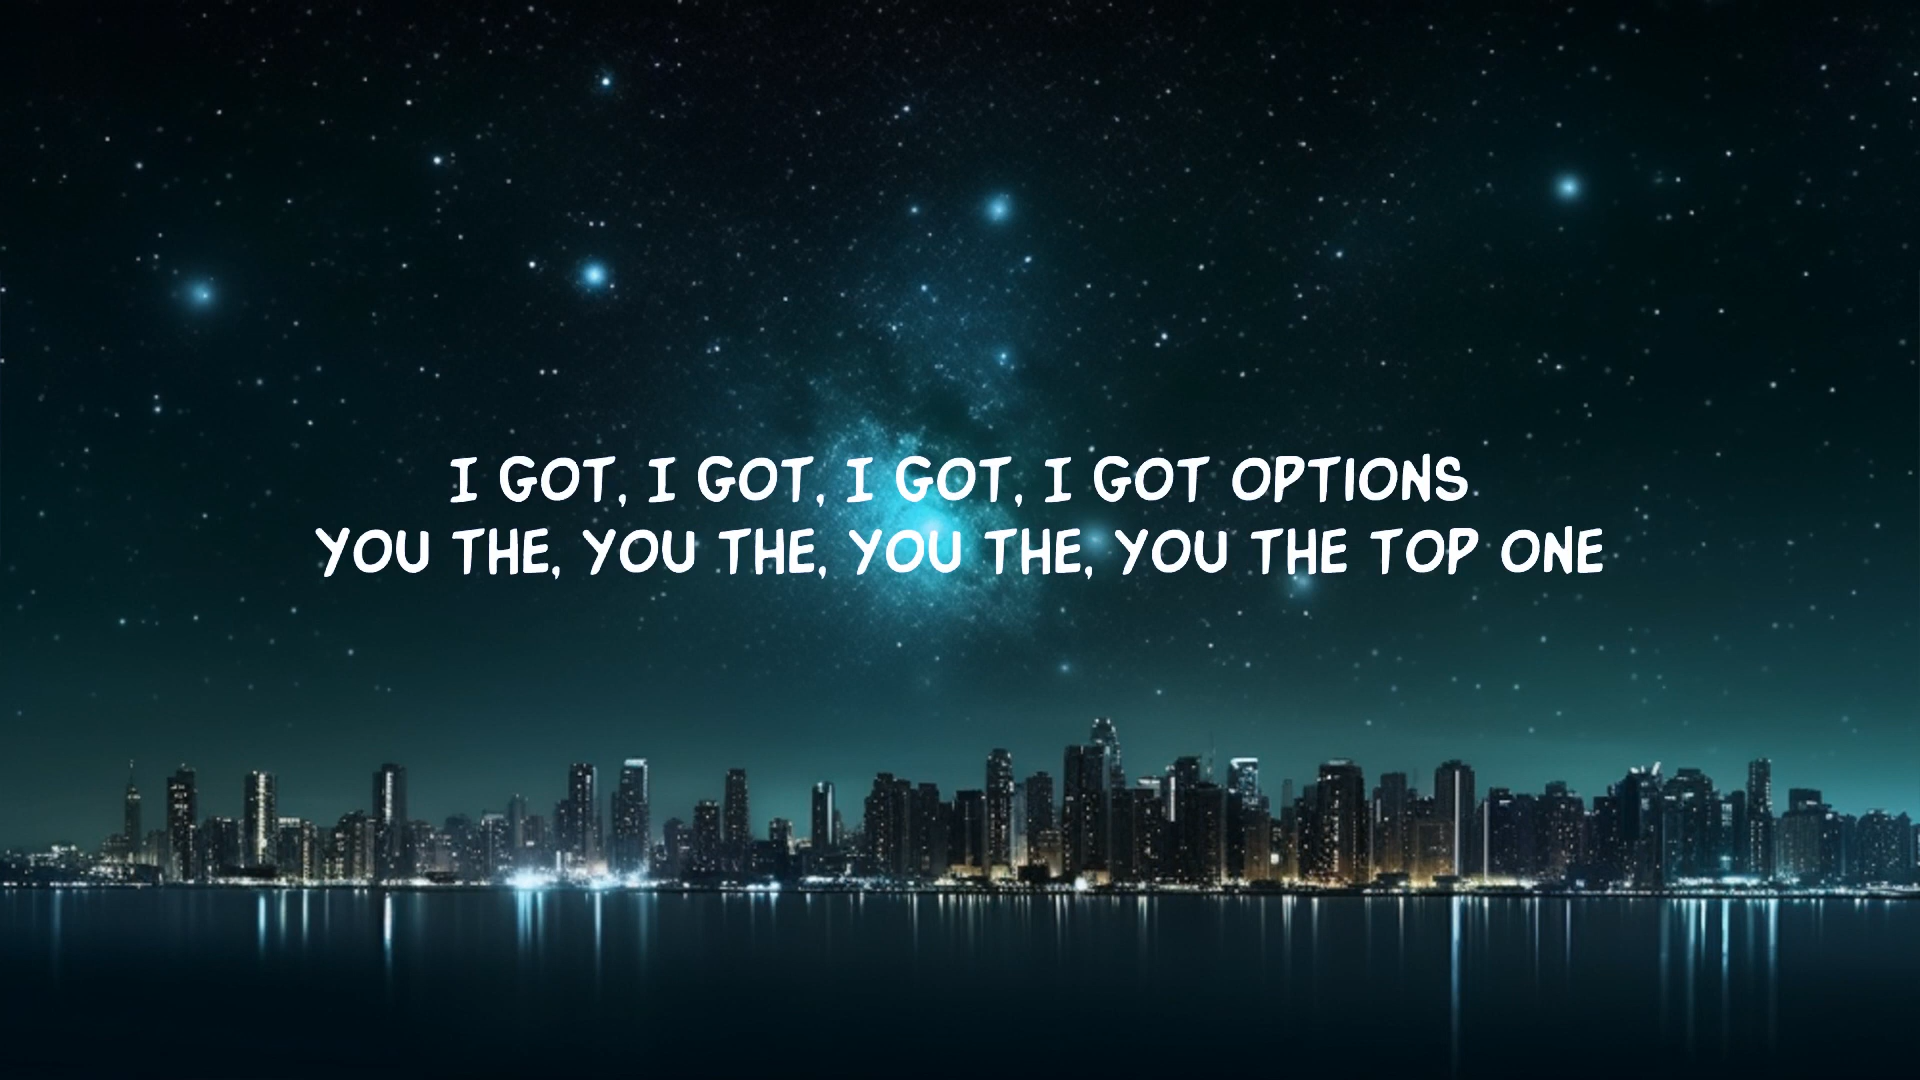 I GOT, I GOT, I GOT, I GOT OPTIONS
YOU THE, YOU THE, YOU THE, YOU THE TOP ONE